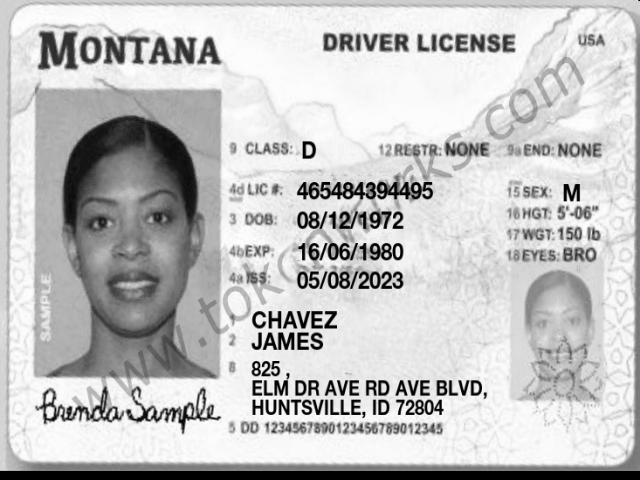 MONTANA DRIVER LICENSE USA
9 CLASS: D 12 RESTR: NONE 9a END: NONE
4d LIC #: 465484394495 15 SEX: M
3 DOB: 08/12/1972 16 HGT: 5'-06"
17 WGT: 150 lb
4b EXP: 16/06/1980 18 EYES: BRO
4a ISS: 05/08/2023
1 CHAVEZ
2 JAMES
8 825 ,
ELM DR AVE RD AVE BLVD,
HUNTSVILLE, ID 72804
5 DD 1234567890123456789012345
SAMPLE
Brenda Sample